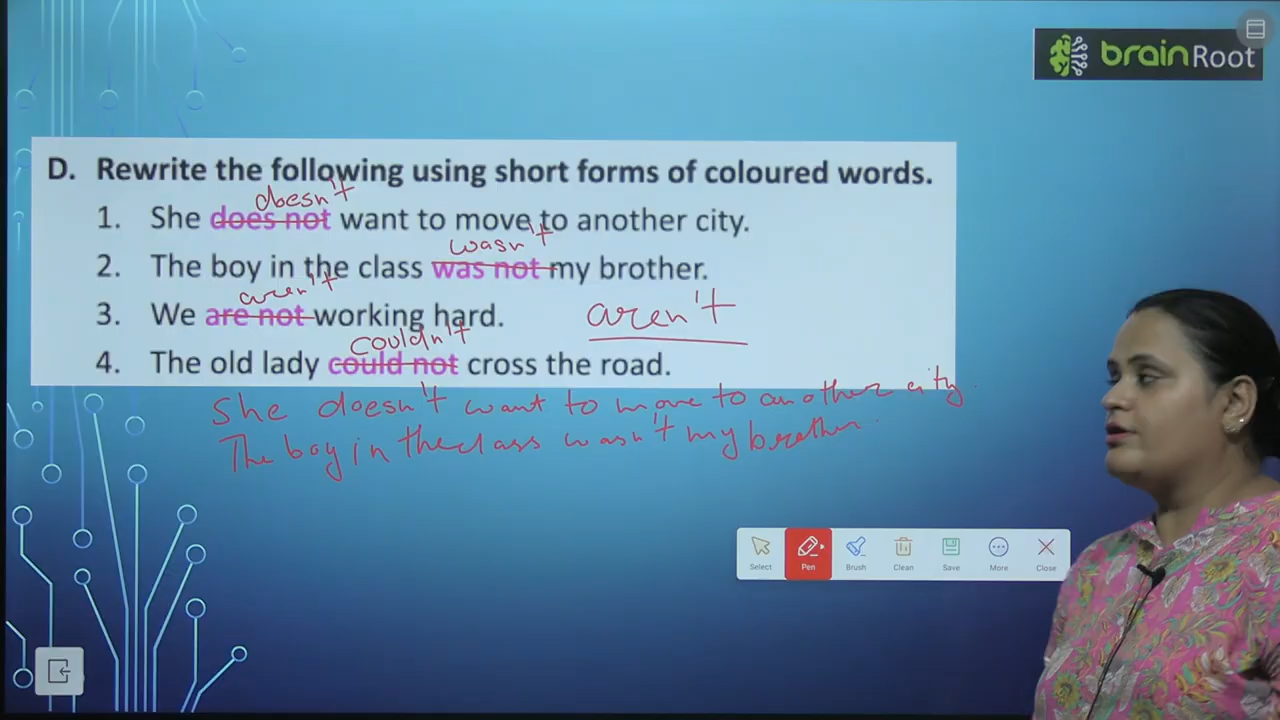 brainRoot
D. Rewrite the following using short forms of coloured words.
doesn't
1. She does not want to move to another city.
wasn't
2. The boy in the class was not my brother.
aren't
3. We are not working hard. aren't
couldn't
4. The old lady could not cross the road.
She doesn't want to move to another city.
The boy in the class wasn't my brother.
Select Pen Brush Clean Save More Close